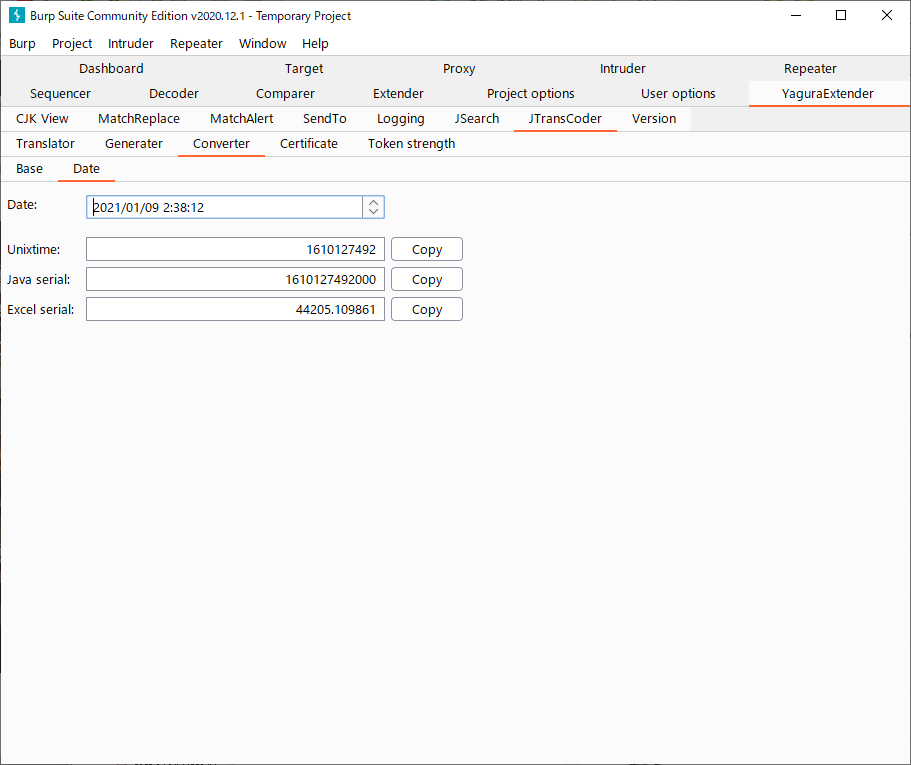 Burp Suite Community Edition v2020.12.1 - Temporary Project
Burp Project Intruder Repeater Window Help
Dashboard Target Proxy Intruder Repeater
Sequencer Decoder Comparer Extender Project options User options YaguraExtender
CJK View MatchReplace MatchAlert SendTo Logging JSearch JTransCoder Version
Translator Generater Converter Certificate Token strength
Base Date
Date: 2021/01/09 2:38:12
Unixtime: 1610127492 Copy
Java serial: 1610127492000 Copy
Excel serial: 44205.109861 Copy